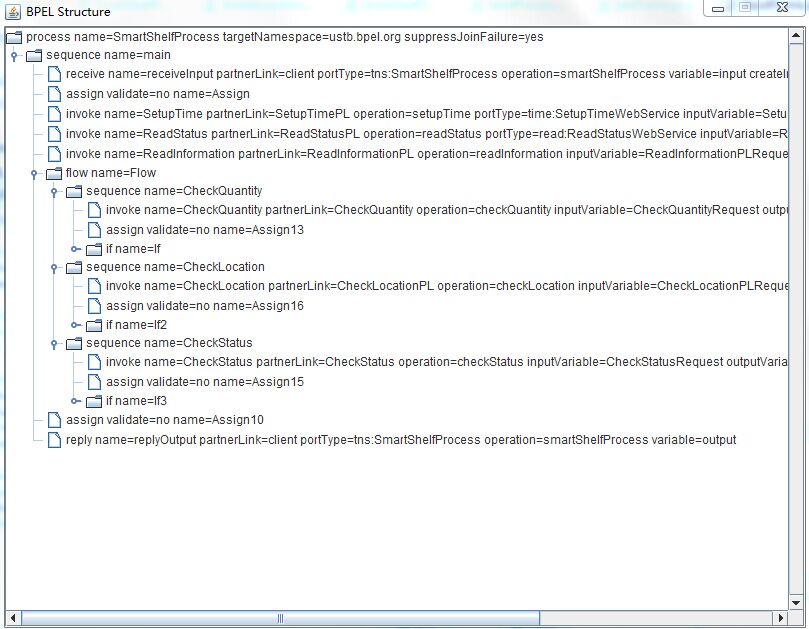 BPEL Structure
process name=SmartShelfProcess targetNamespace=ustb.bpel.org suppressJoinFailure=yes
sequence name=main
receive name=receiveInput partnerLink=client portType=tns:SmartShelfProcess operation=smartShelfProcess variable=input createIn
assign validate=no name=Assign
invoke name=SetupTime partnerLink=SetupTimePL operation=setupTime portType=time:SetupTimeWebService inputVariable=Setu
invoke name=ReadStatus partnerLink=ReadStatusPL operation=readStatus portType=read:ReadStatusWebService inputVariable=R
invoke name=ReadInformation partnerLink=ReadInformationPL operation=readInformation inputVariable=ReadInformationPLReque
flow name=Flow
sequence name=CheckQuantity
invoke name=CheckQuantity partnerLink=CheckQuantity operation=checkQuantity inputVariable=CheckQuantityRequest outpu
assign validate=no name=Assign13
if name=If
sequence name=CheckLocation
invoke name=CheckLocation partnerLink=CheckLocationPL operation=checkLocation inputVariable=CheckLocationPLReque
assign validate=no name=Assign16
if name=If2
sequence name=CheckStatus
invoke name=CheckStatus partnerLink=CheckStatus operation=checkStatus inputVariable=CheckStatusRequest outputVaria
assign validate=no name=Assign15
if name=If3
assign validate=no name=Assign10
reply name=replyOutput partnerLink=client portType=tns:SmartShelfProcess operation=smartShelfProcess variable=output